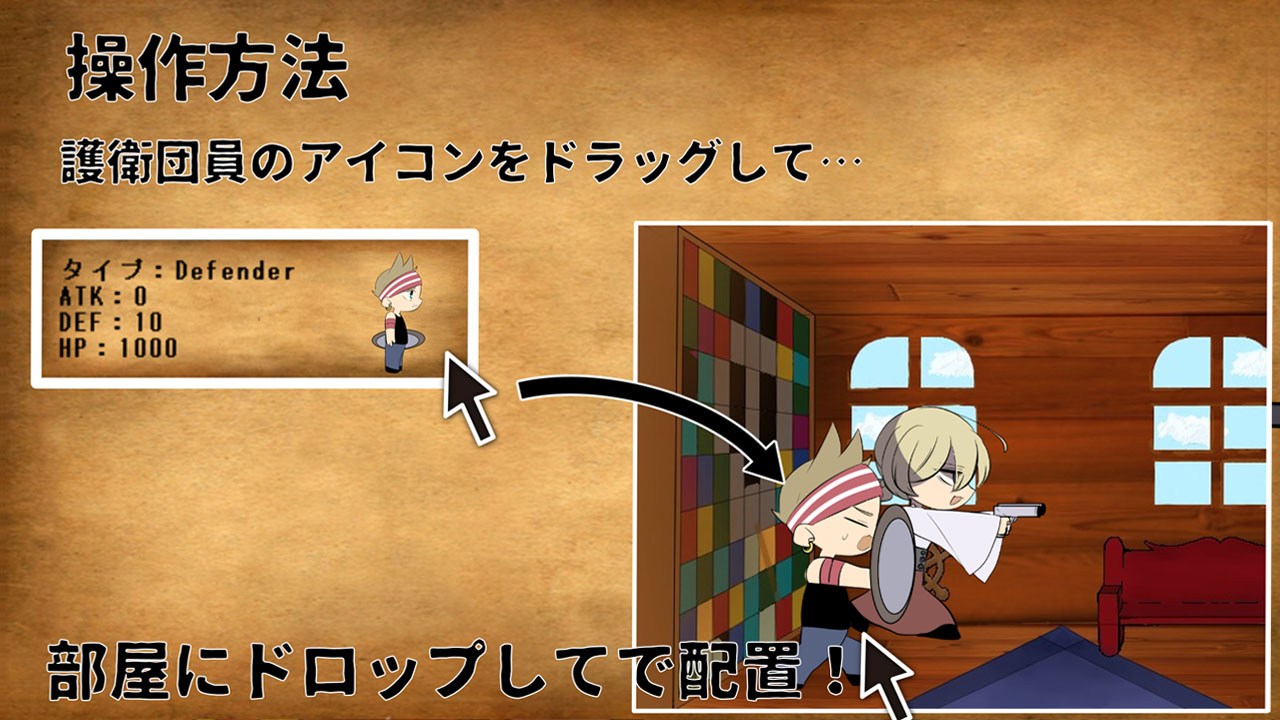 操作方法
護衛団員のアイコンをドラッグして…
タイプ：Defender
ATK：0
DEF：10
HP：1000
部屋にドロップしてで配置！